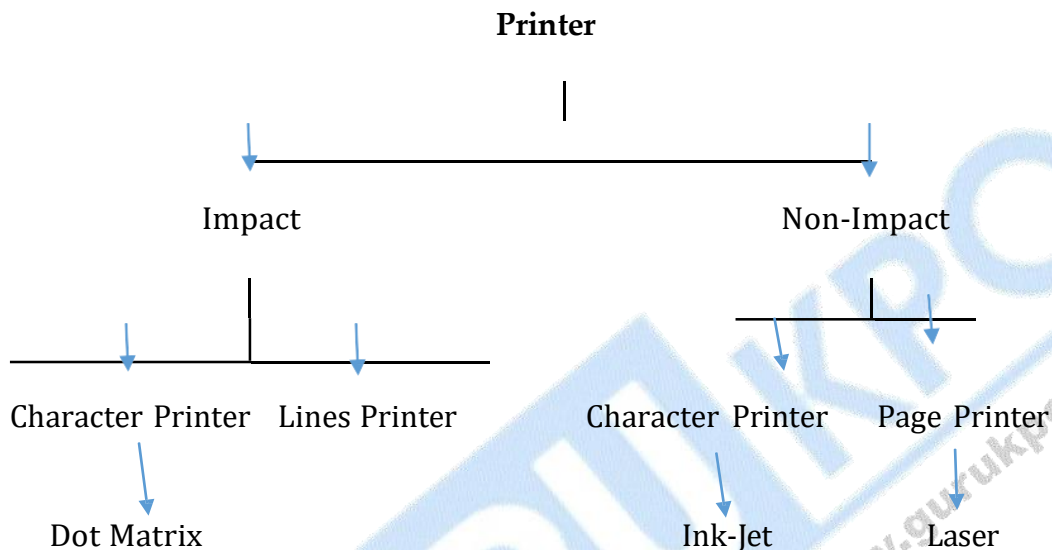 Printer
Impact Non-Impact
Character Printer Lines Printer Character Printer Page Printer
Dot Matrix Ink-Jet Laser